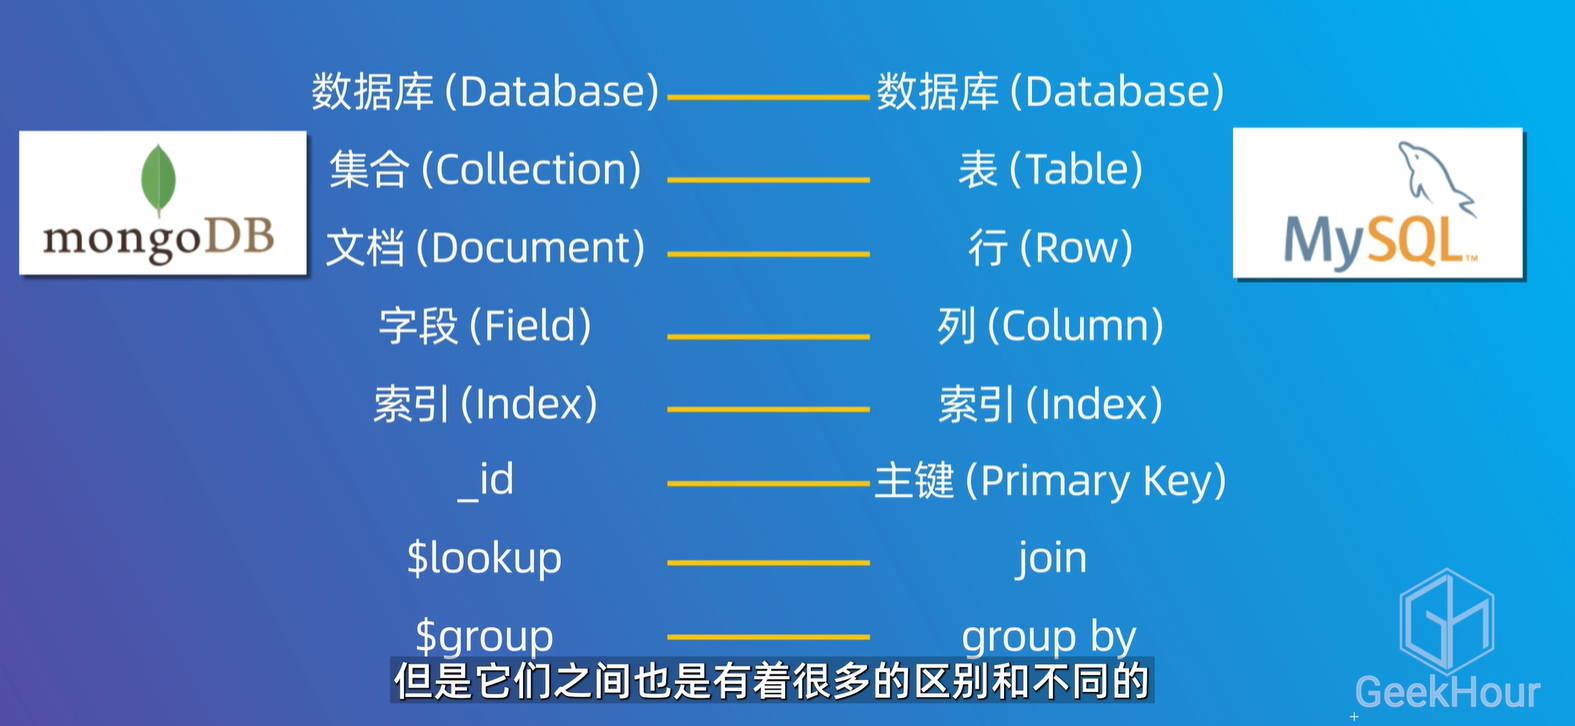 数据库 (Database) 数据库 (Database)
集合 (Collection) 表 (Table)
mongoDB 文档 (Document) 行 (Row) MySQL™
字段 (Field) 列 (Column)
索引 (Index) 索引 (Index)
_id 主键 (Primary Key)
$lookup join
$group group by
但是它们之间也是有着很多的区别和不同的
GeekHour